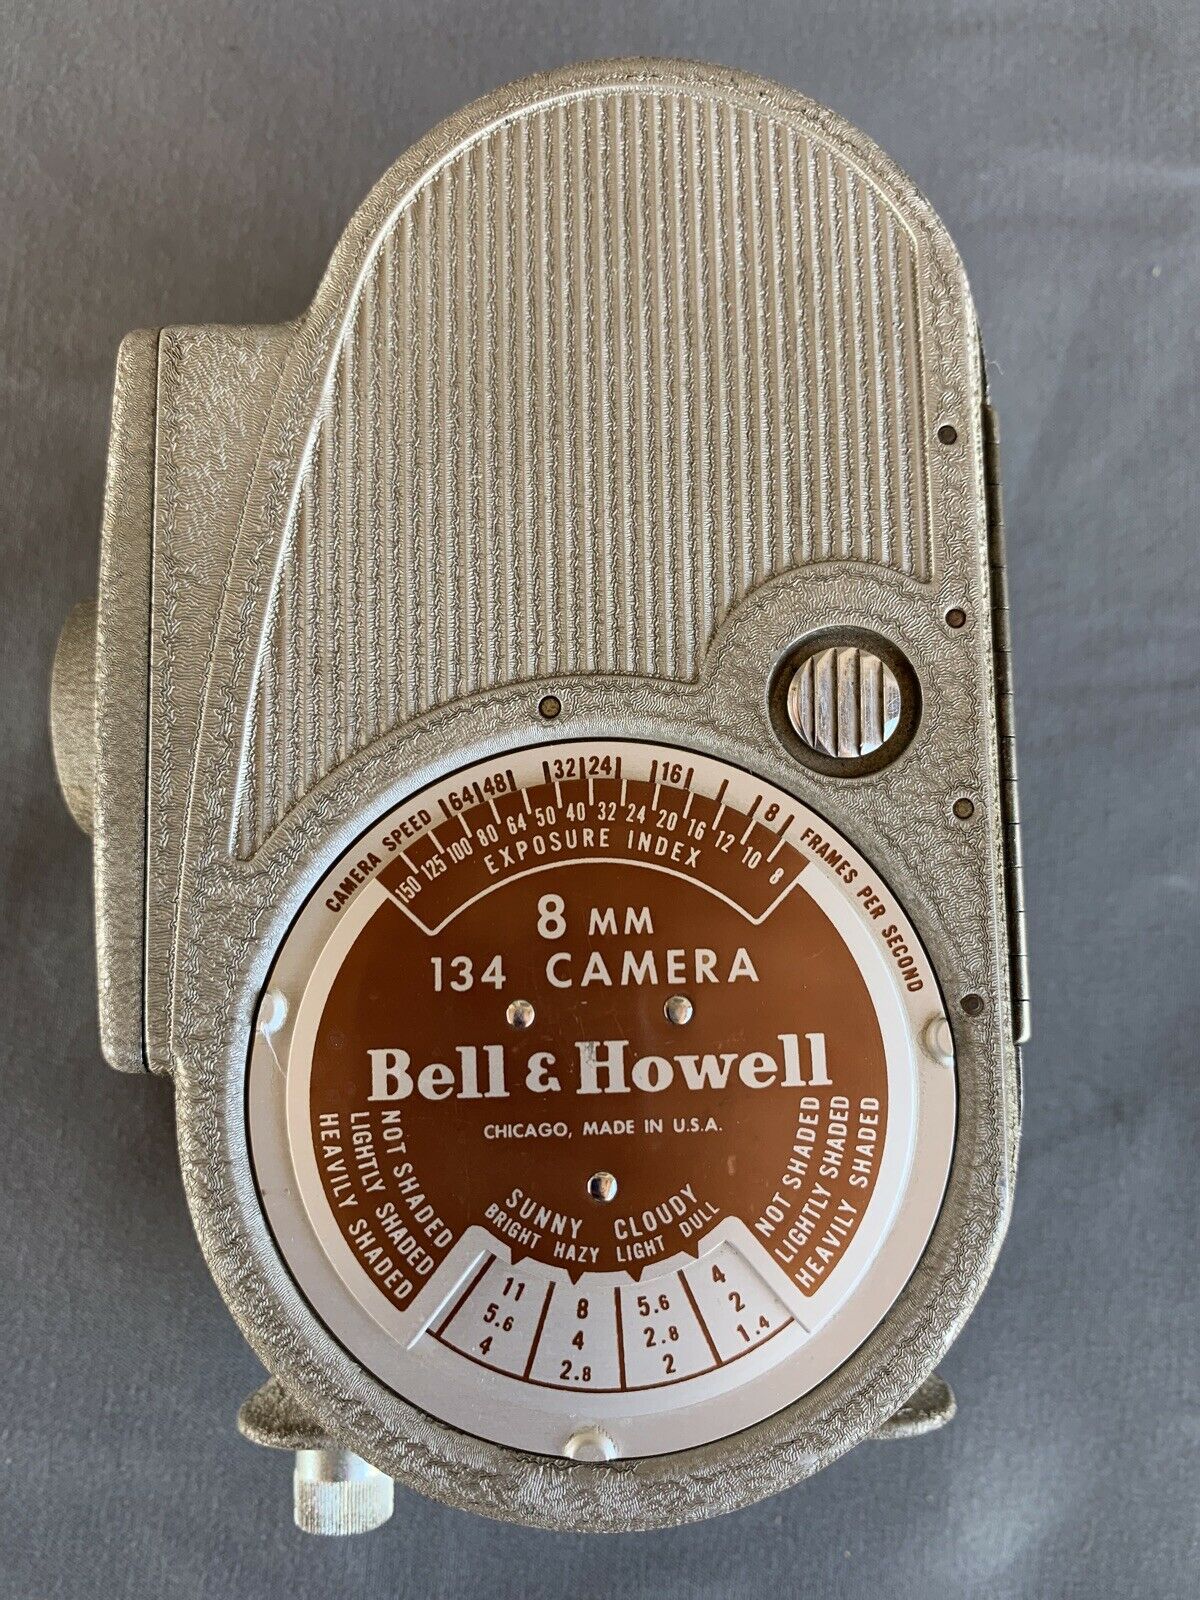 CAMERA SPEED 64 48 32 24 16 8 FRAMES PER SECOND
150 125 100 80 64 50 40 32 24 20 16 12 10 8
EXPOSURE INDEX
8 MM
134 CAMERA
Bell & Howell
CHICAGO, MADE IN U.S.A.
NOT SHADED
LIGHTLY SHADED
HEAVILY SHADED
NOT SHADED
LIGHTLY SHADED
HEAVILY SHADED
SUNNY CLOUDY
BRIGHT HAZY LIGHT DULL
11 8 5.6 4
5.6 4 2.8 2
4 2.8 2 1.4